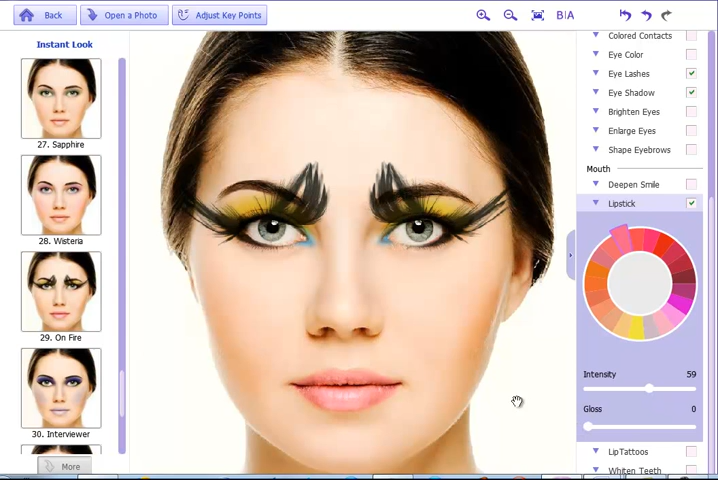 Back
Open a Photo
Adjust Key Points
B|A
Instant Look
27. Sapphire
28. Wisteria
29. On Fire
30. Interviewer
More
Colored Contacts
Eye Color
Eye Lashes
Eye Shadow
Brighten Eyes
Enlarge Eyes
Shape Eyebrows
Mouth
Deepen Smile
Lipstick
Intensity 59
Gloss 0
LipTattoos
Whiten Teeth